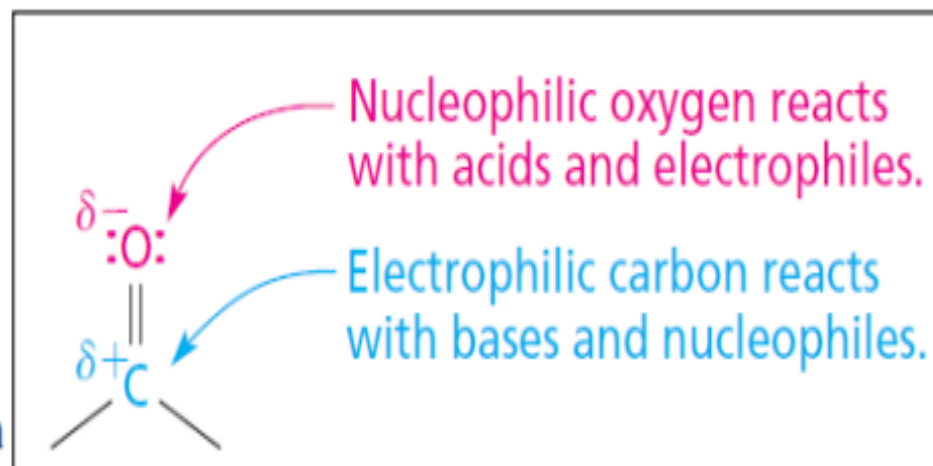 Nucleophilic oxygen reacts
with acids and electrophiles.
δ−
:O:
Electrophilic carbon reacts
with bases and nucleophiles.
δ+
C